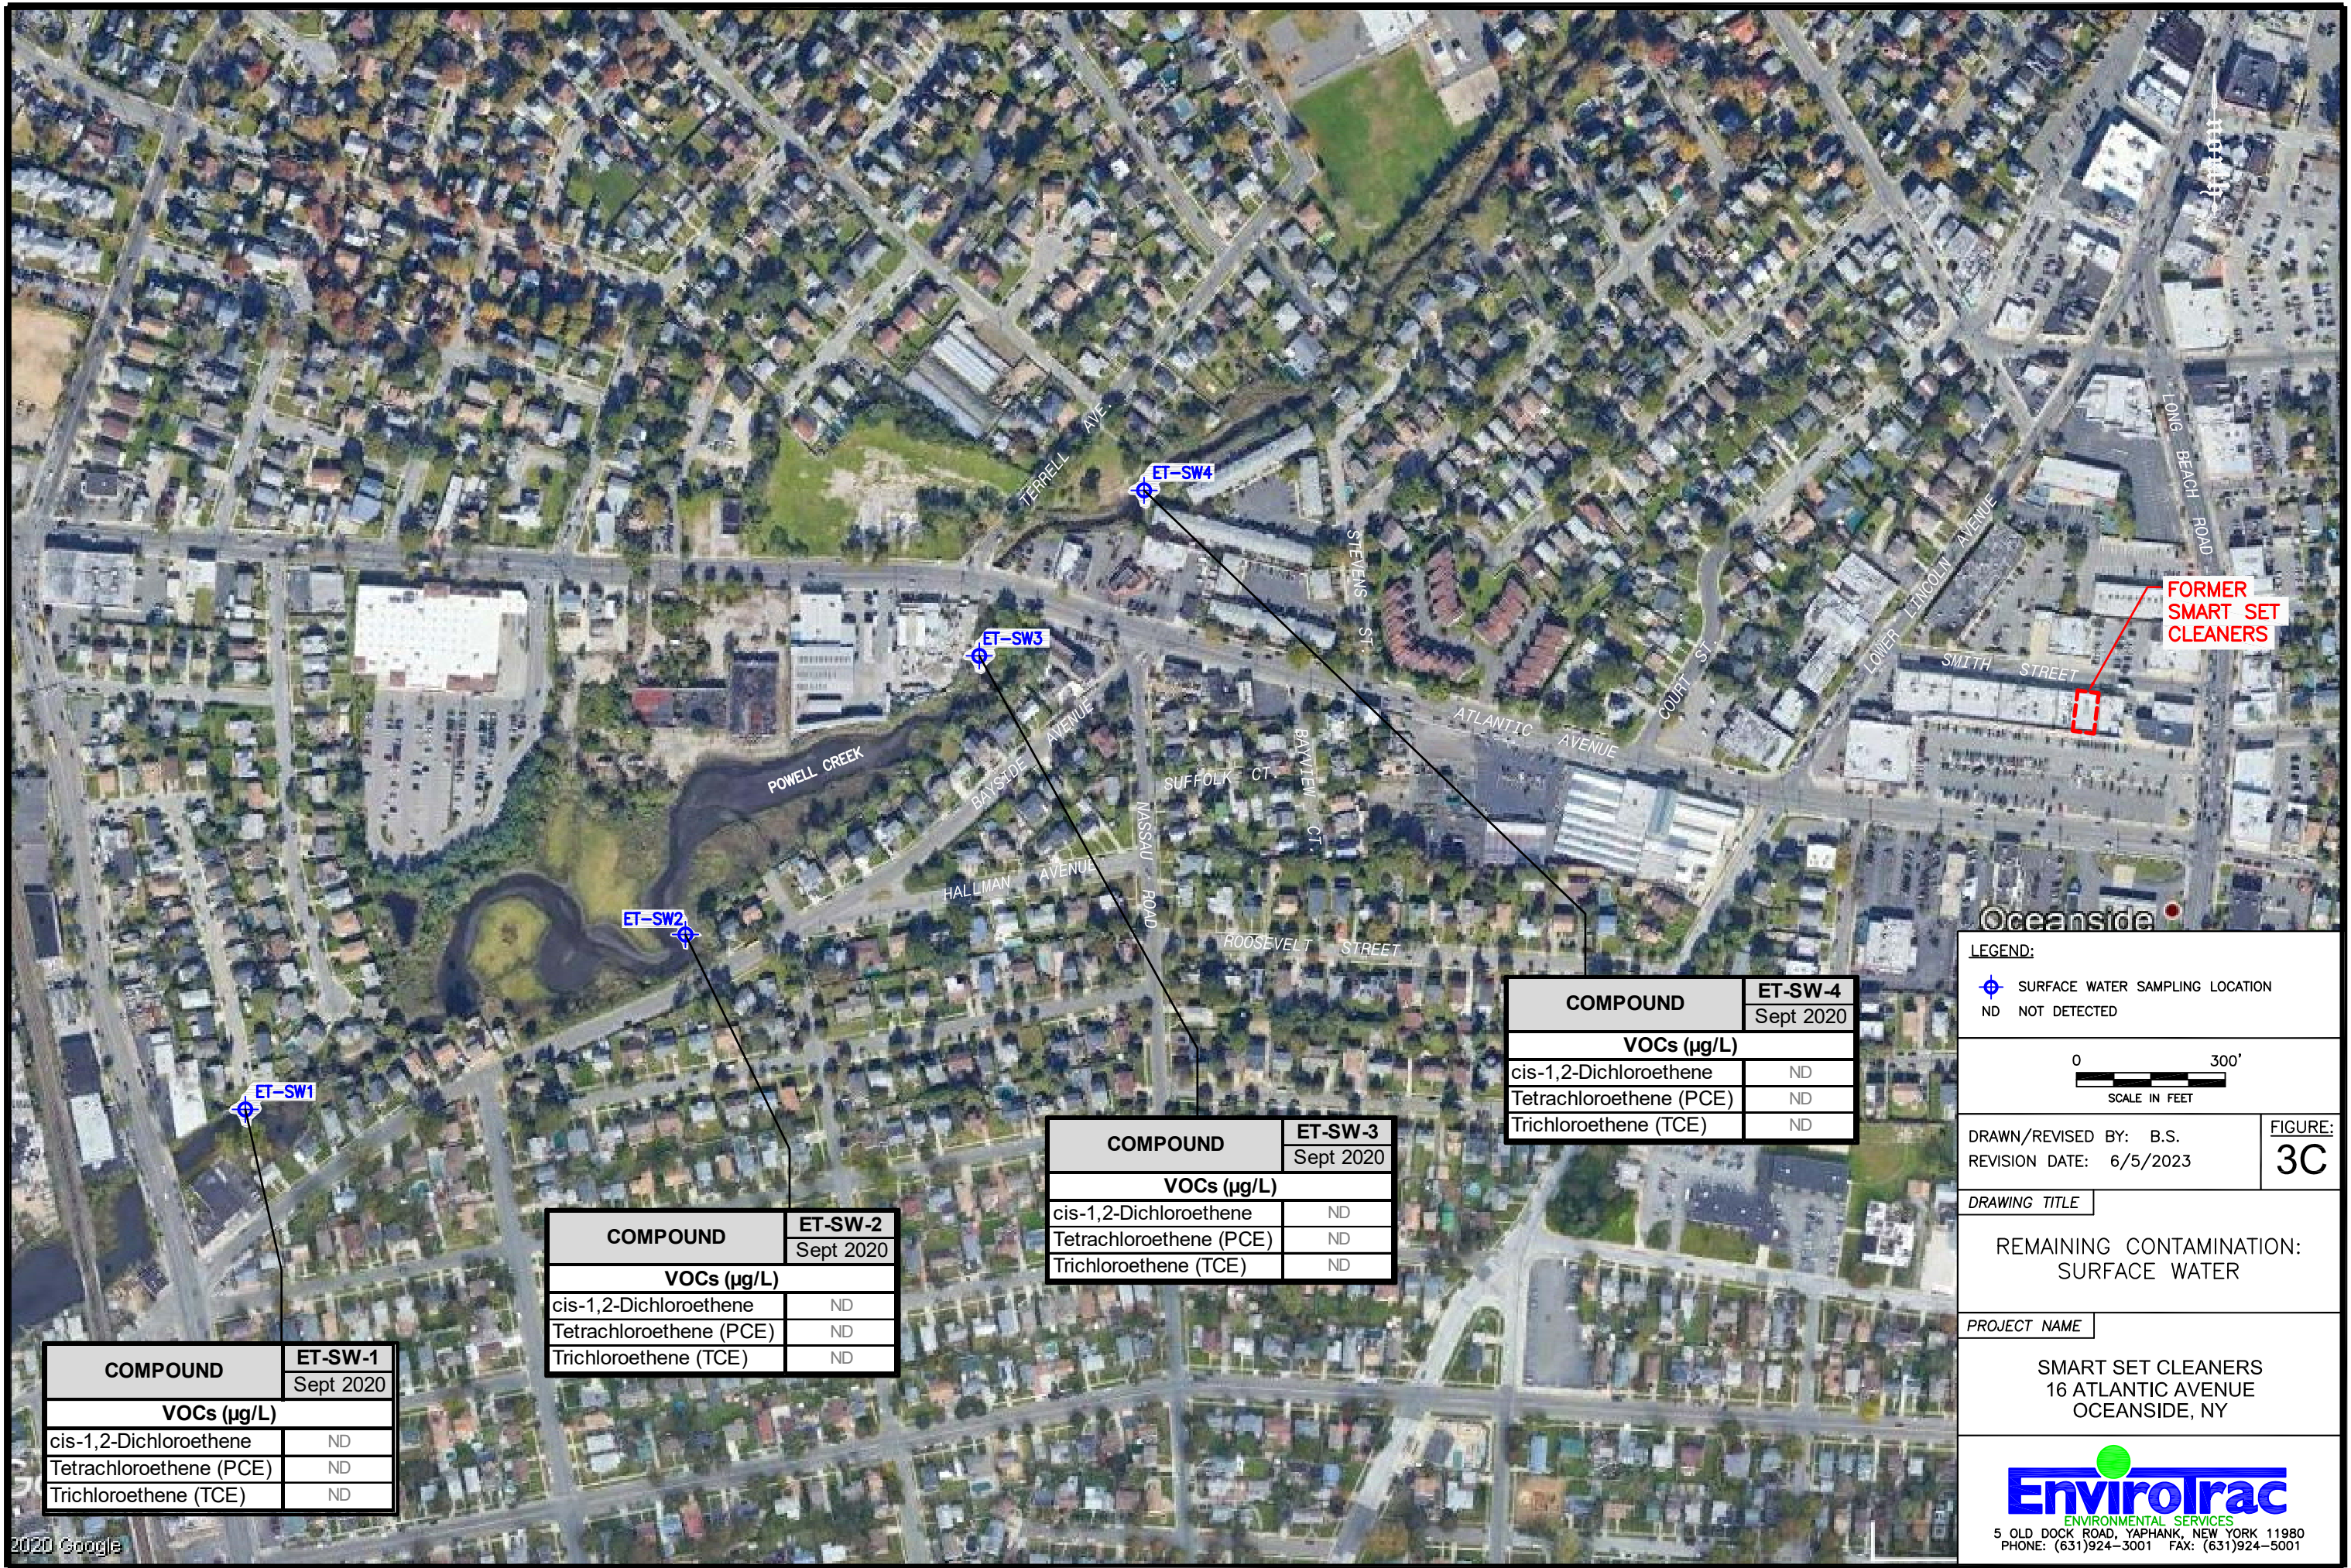 TERRELL AVE.
ET-SW4
STEVENS ST.
LONG BEACH ROAD
LOWER LINCOLN AVENUE
FORMER
SMART SET
CLEANERS
ET-SW3
SMITH STREET
COURT ST
ATLANTIC AVENUE
POWELL CREEK
BAYSIDE AVENUE
SUFFOLK CT.
BAYVIEW CT.
NASSAU ROAD
HALLMAN AVENUE
ET-SW2
ROOSEVELT STREET
Oceanside
ET-SW1
COMPOUND
ET-SW-4
Sept 2020
VOCs (µg/L)
cis-1,2-Dichloroethene ND
Tetrachloroethene (PCE) ND
Trichloroethene (TCE) ND
COMPOUND
ET-SW-3
Sept 2020
VOCs (µg/L)
cis-1,2-Dichloroethene ND
Tetrachloroethene (PCE) ND
Trichloroethene (TCE) ND
COMPOUND
ET-SW-2
Sept 2020
VOCs (µg/L)
cis-1,2-Dichloroethene ND
Tetrachloroethene (PCE) ND
Trichloroethene (TCE) ND
COMPOUND
ET-SW-1
Sept 2020
VOCs (µg/L)
cis-1,2-Dichloroethene ND
Tetrachloroethene (PCE) ND
Trichloroethene (TCE) ND
2020 Google
LEGEND:
SURFACE WATER SAMPLING LOCATION
ND NOT DETECTED
0 300'
SCALE IN FEET
DRAWN/REVISED BY: B.S.
REVISION DATE: 6/5/2023
FIGURE:
3C
DRAWING TITLE
REMAINING CONTAMINATION:
SURFACE WATER
PROJECT NAME
SMART SET CLEANERS
16 ATLANTIC AVENUE
OCEANSIDE, NY
EnviroTrac
ENVIRONMENTAL SERVICES
5 OLD DOCK ROAD, YAPHANK, NEW YORK 11980
PHONE: (631)924-3001 FAX: (631)924-5001